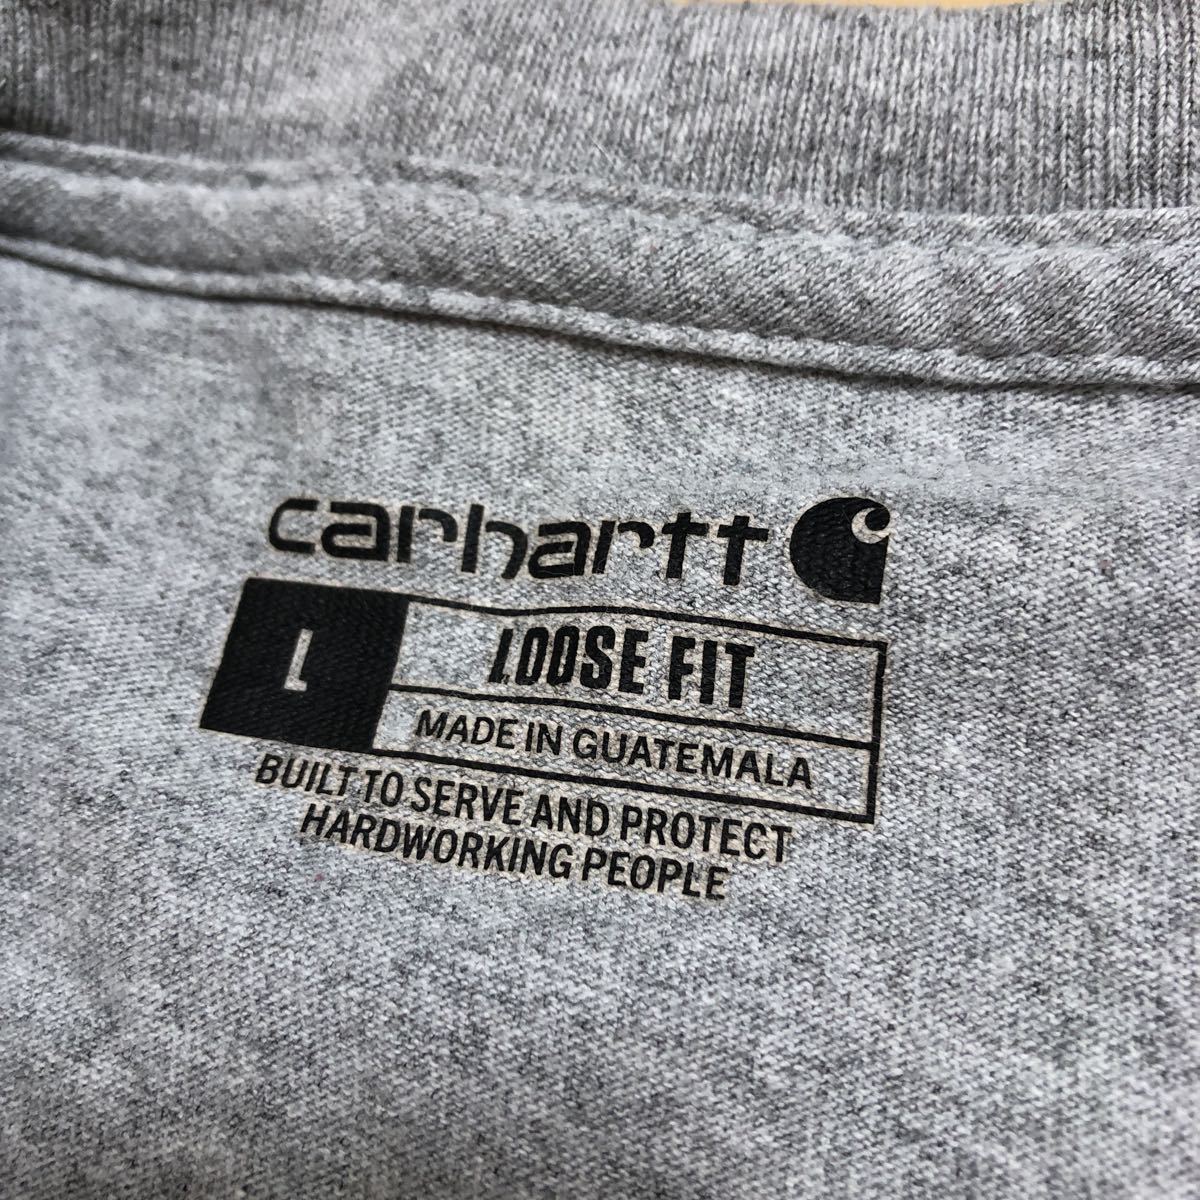 carhartt
L
LOOSE FIT
MADE IN GUATEMALA
BUILT TO SERVE AND PROTECT
HARDWORKING PEOPLE